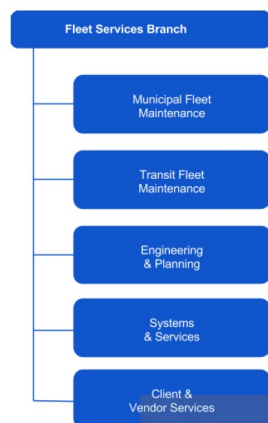 Fleet Services Branch
Municipal Fleet
Maintenance
Transit Fleet
Maintenance
Engineering
& Planning
Systems
& Services
Client &
Vendor Services